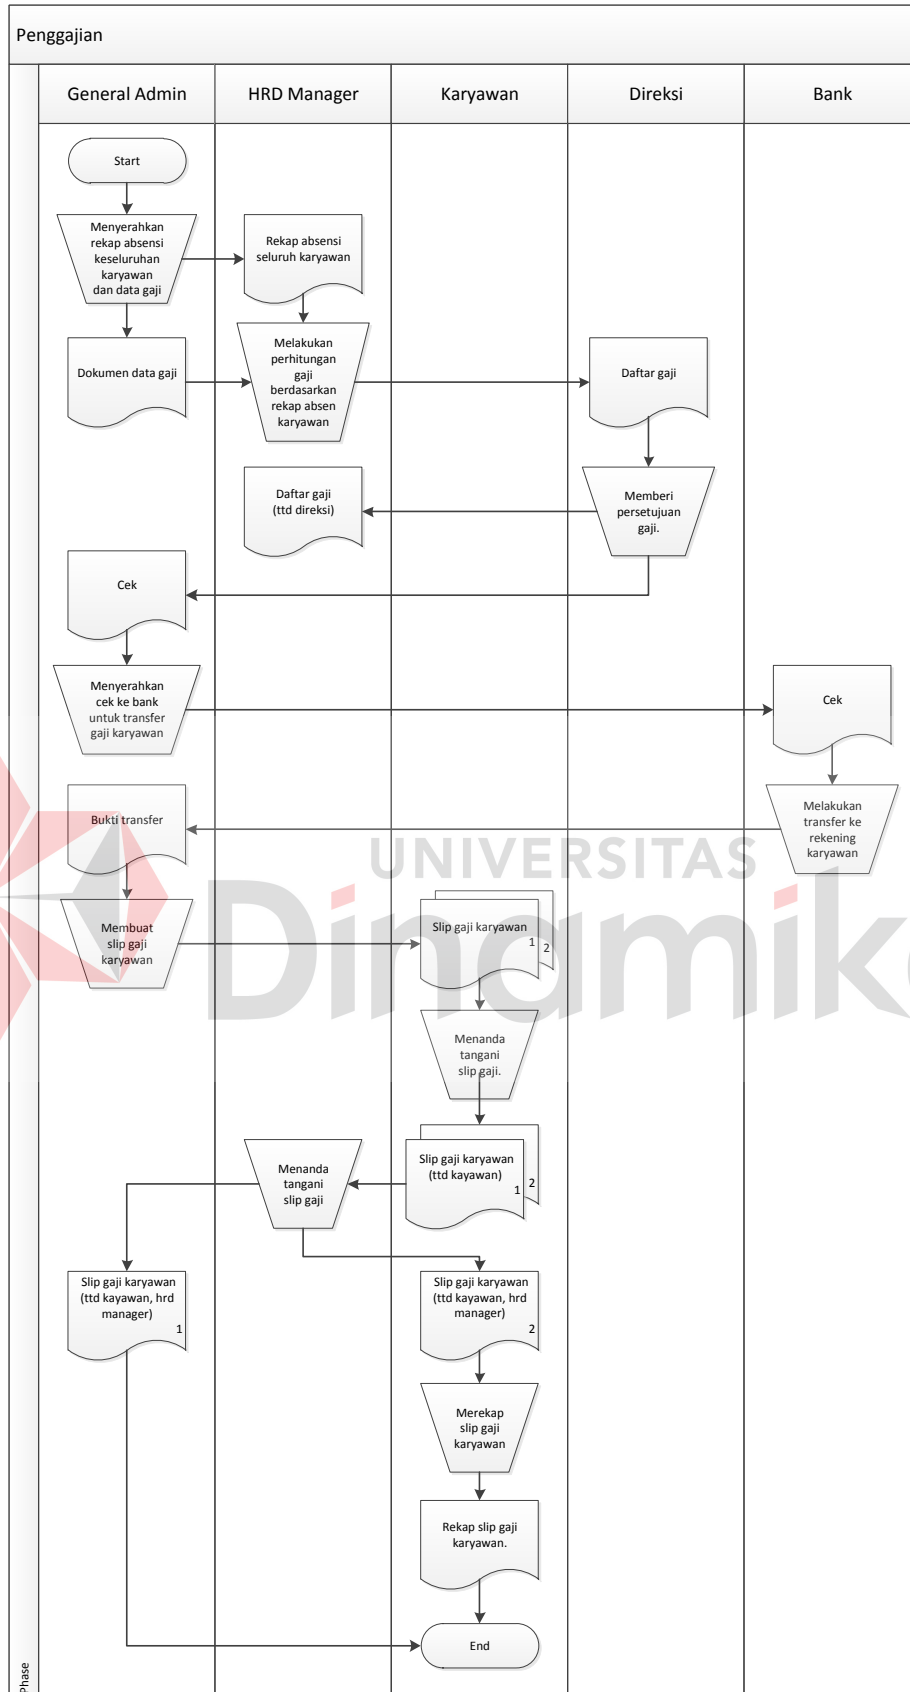 Penggajian
General Admin
HRD Manager
Karyawan
Direksi
Bank
Start
Menyerahkan
rekap absensi
keseluruhan
karyawan
dan data gaji
Rekap absensi
seluruh karyawan
Dokumen data gaji
Melakukan
perhitungan
gaji
berdasarkan
rekap absen
karyawan
Daftar gaji
Memberi
persetujuan
gaji.
Daftar gaji
(ttd direksi)
Cek
Menyerahkan
cek ke bank
untuk transfer
gaji karyawan
Cek
Melakukan
transfer ke
rekening
karyawan
Bukti transfer
UNIVERSITAS
Dinamika
Membuat
slip gaji
karyawan
Slip gaji karyawan
1
2
Menanda
tangani
slip gaji.
Slip gaji karyawan
(ttd kayawan)
1
2
Menanda
tangani
slip gaji
Slip gaji karyawan
(ttd kayawan, hrd
manager)
1
Slip gaji karyawan
(ttd kayawan, hrd
manager)
2
Merekap
slip gaji
karyawan
Rekap slip gaji
karyawan.
End
Phase